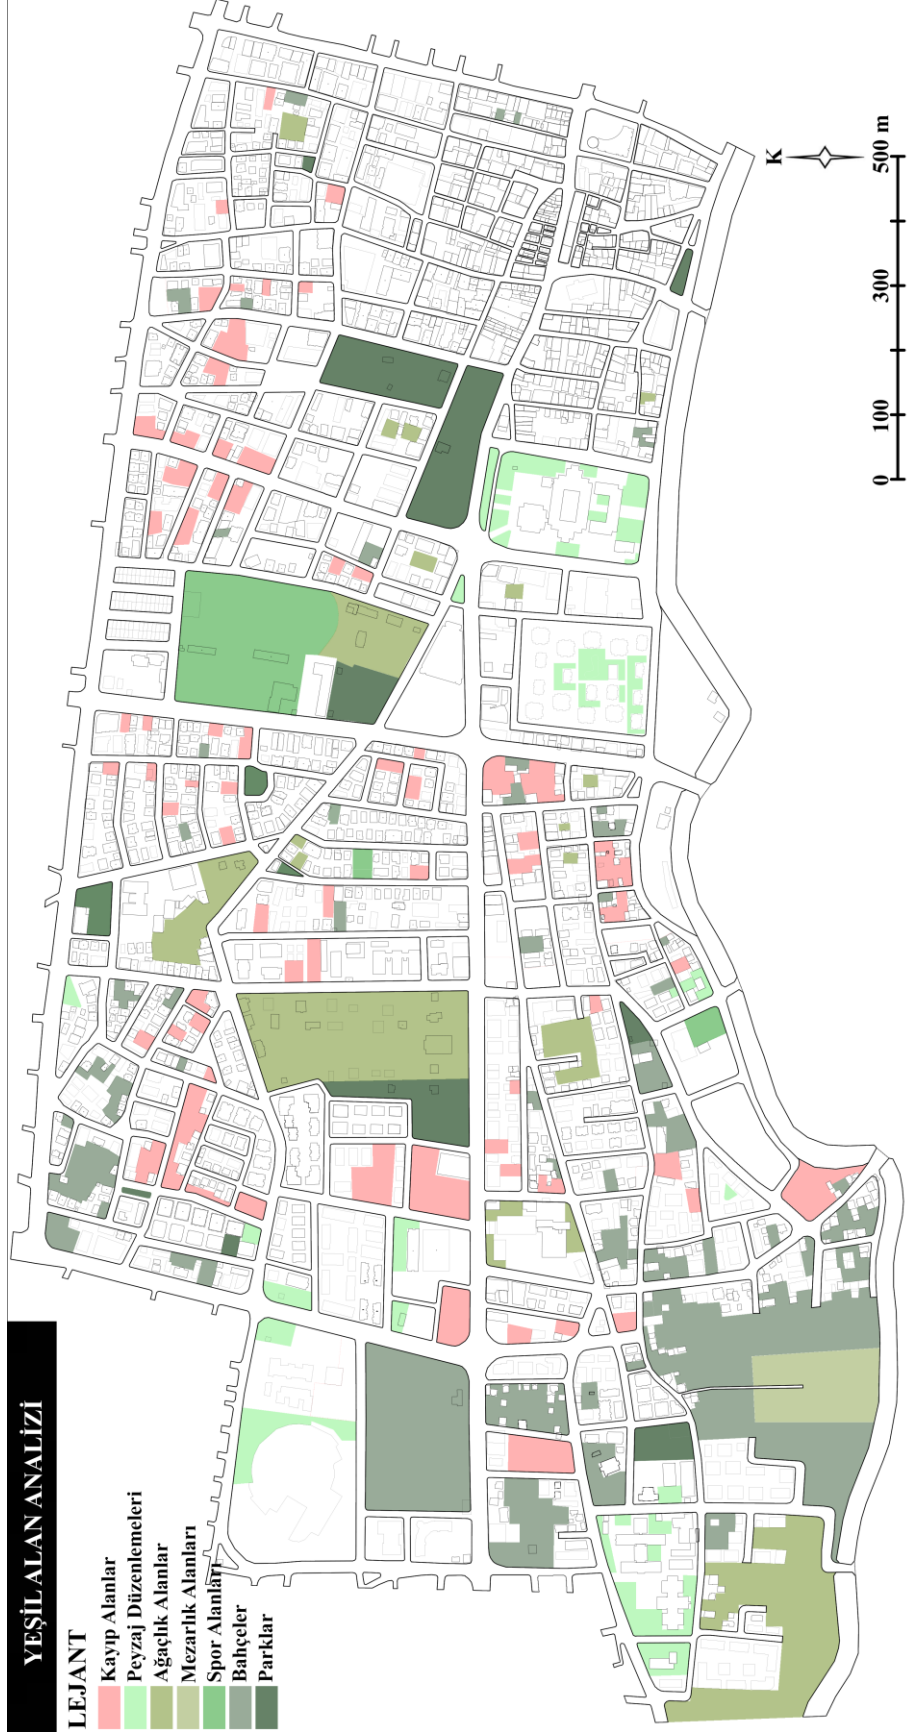 YEŞİL ALAN ANALİZİ
LEJANT
Kayıp Alanlar
Peyzaj Düzenlemeleri
Ağaçlık Alanlar
Mezarlık Alanları
Spor Alanları
Bahçeler
Parklar
K
0 100 300 500 m